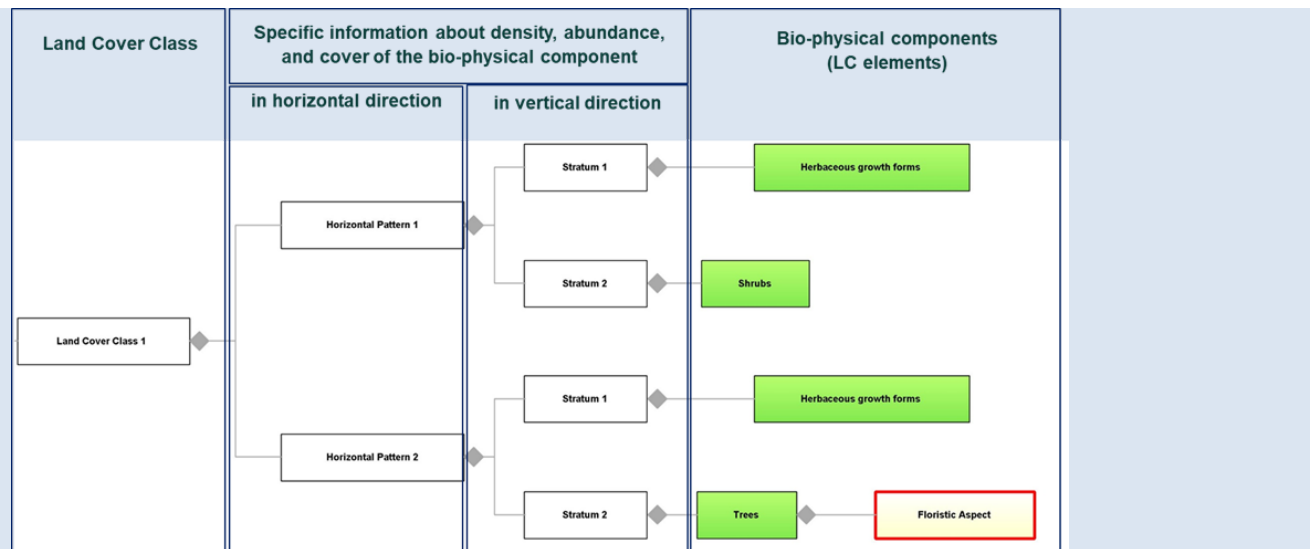 Land Cover Class
Specific information about density, abundance,
and cover of the bio-physical component
Bio-physical components
(LC elements)
in horizontal direction
in vertical direction
Stratum 1
Herbaceous growth forms
Horizontal Pattern 1
Stratum 2
Shrubs
Land Cover Class 1
Stratum 1
Herbaceous growth forms
Horizontal Pattern 2
Stratum 2
Trees
Floristic Aspect